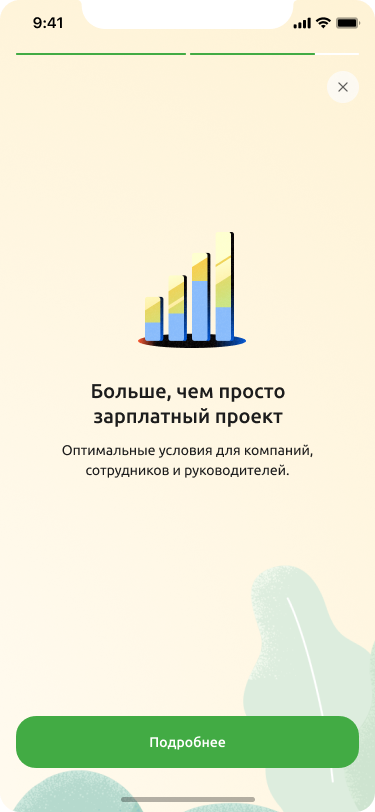 9:41
Больше, чем просто
зарплатный проект
Оптимальные условия для компаний,
сотрудников и руководителей.
Подробнее